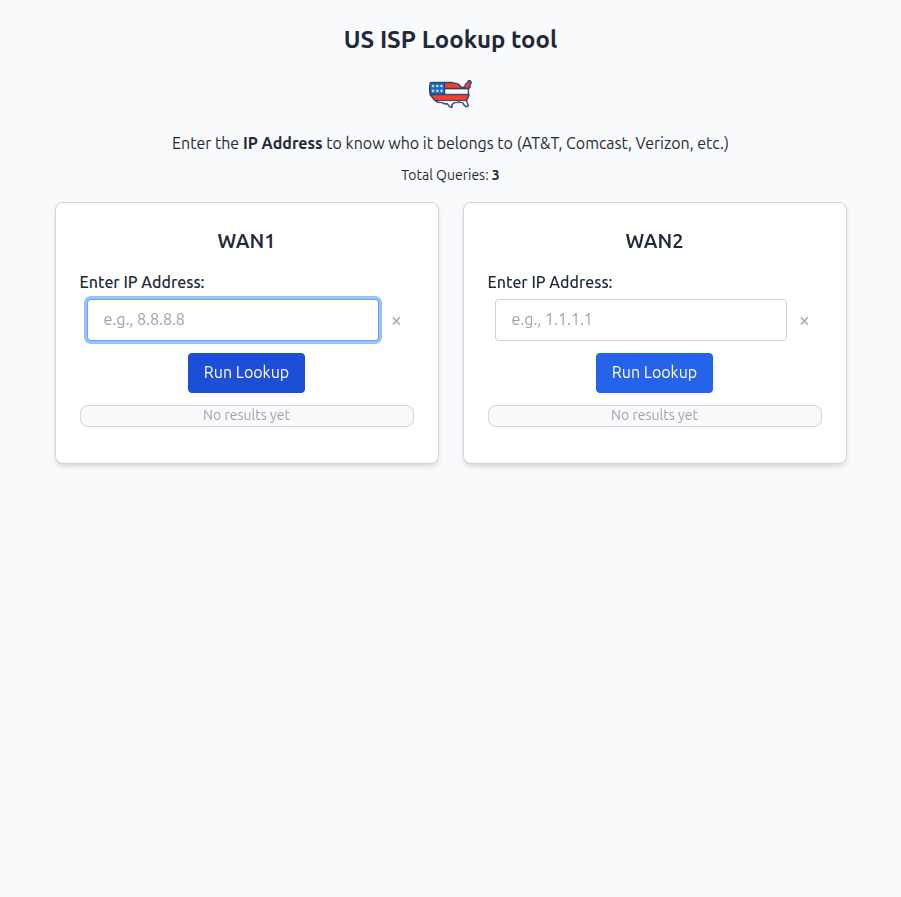 US ISP Lookup tool
Enter the IP Address to know who it belongs to (AT&T, Comcast, Verizon, etc.)
Total Queries: 3
WAN1
Enter IP Address:
e.g., 8.8.8.8 ×
Run Lookup
No results yet
WAN2
Enter IP Address:
e.g., 1.1.1.1 ×
Run Lookup
No results yet